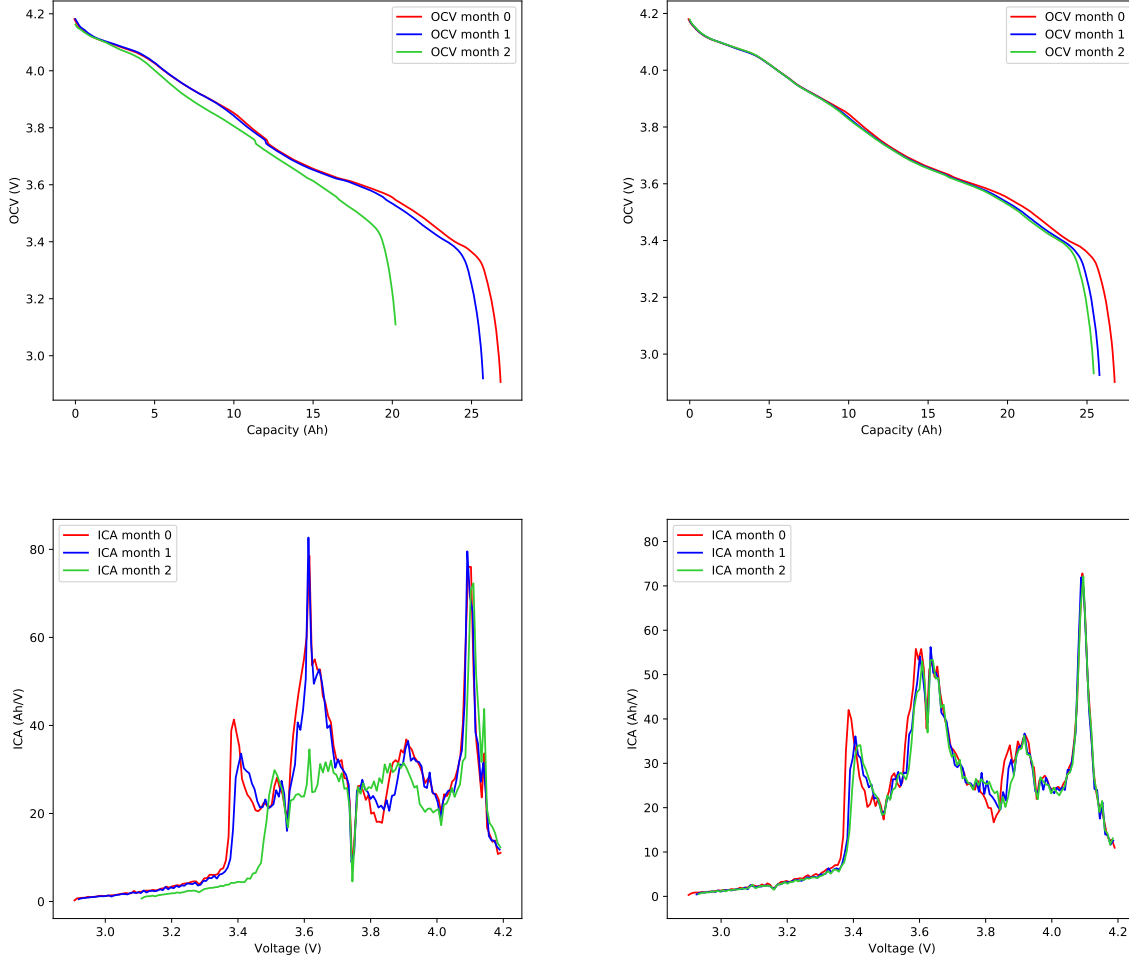 4.2
4.0
3.8
3.6
3.4
3.2
3.0
OCV (V)
0
5
10
15
20
25
Capacity (Ah)
OCV month 0
OCV month 1
OCV month 2
4.2
4.0
3.8
3.6
3.4
3.2
3.0
OCV (V)
0
5
10
15
20
25
Capacity (Ah)
OCV month 0
OCV month 1
OCV month 2
80
60
40
20
0
ICA (Ah/V)
3.0
3.2
3.4
3.6
3.8
4.0
4.2
Voltage (V)
ICA month 0
ICA month 1
ICA month 2
80
70
60
50
40
30
20
10
0
ICA (Ah/V)
3.0
3.2
3.4
3.6
3.8
4.0
4.2
Voltage (V)
ICA month 0
ICA month 1
ICA month 2